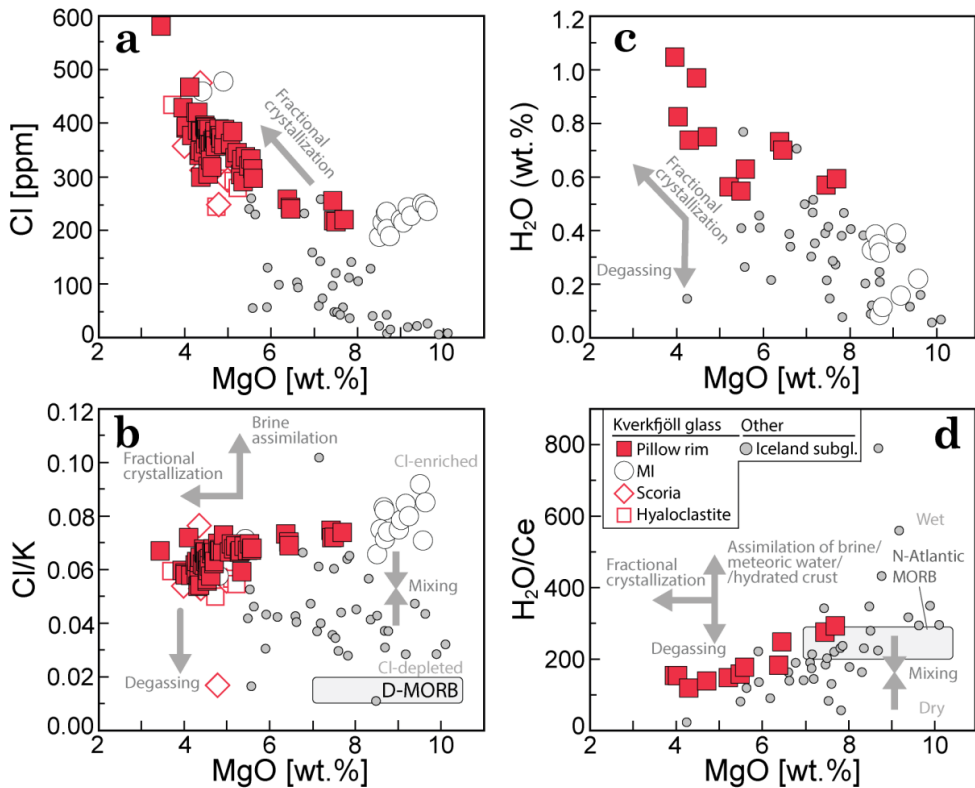 a
Cl [ppm]
600
500
400
300
200
100
0
Fractional
crystallization
2
4
6
8
10
MgO [wt.%]
c
H2O (wt.%)
1.2
1.0
0.8
0.6
0.4
0.2
0.0
Fractional
crystallization
Degassing
2
4
6
8
10
MgO [wt.%]
b
Cl/K
0.12
0.10
0.08
0.06
0.04
0.02
0.00
Brine
assimilation
Fractional
crystallization
Cl-enriched
Mixing
Degassing
Cl-depleted
D-MORB
2
4
6
8
10
MgO [wt.%]
d
H2O/Ce
800
600
400
200
0
Kverkfjöll glass
Other
Pillow rim
Iceland subgl.
MI
Scoria
Hyaloclastite
Wet
Assimilation of brine/
meteoric water/
/hydrated crust
N-Atlantic
MORB
Fractional
crystallization
Degassing
Mixing
Dry
2
4
6
8
10
MgO [wt.%]